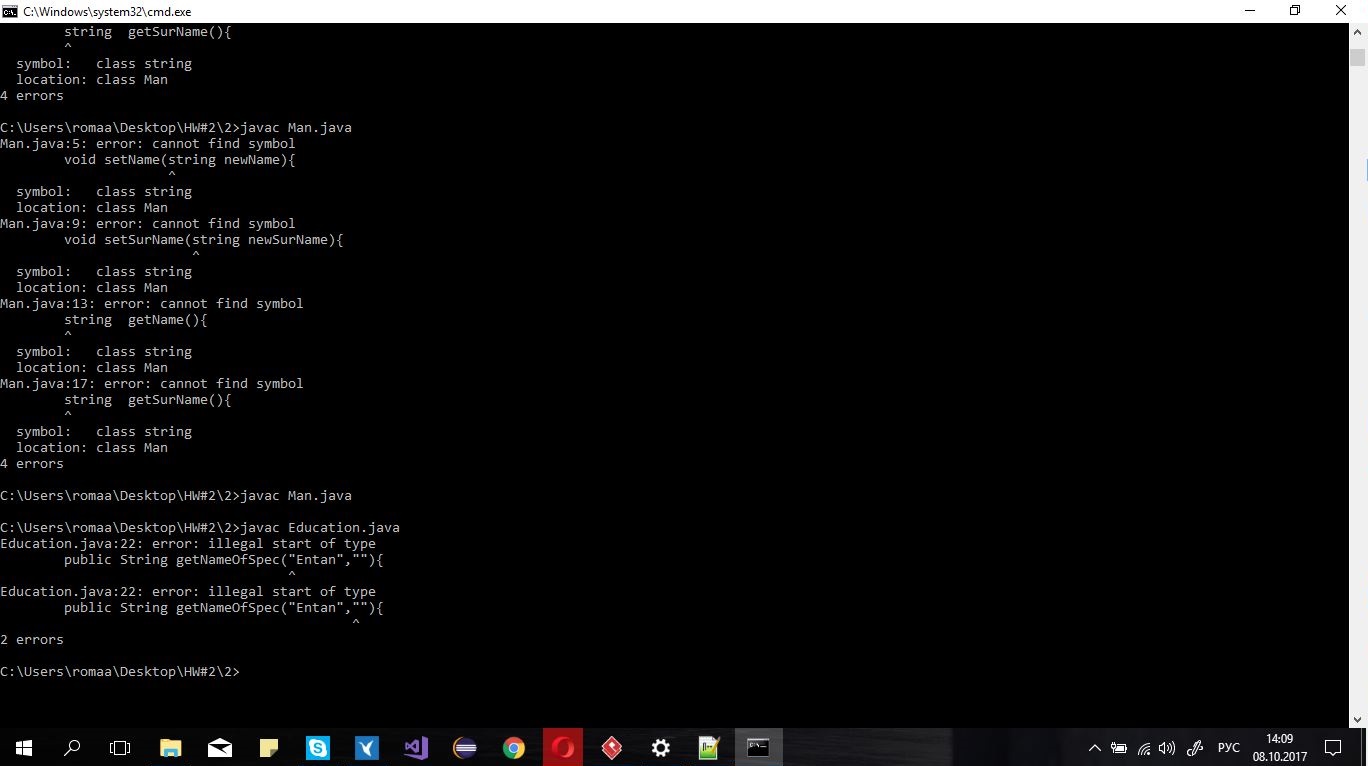 C:\Windows\system32\cmd.exe
string  getSurName(){
^
symbol:   class string
location: class Man
4 errors
C:\Users\romaa\Desktop\HW#2\2>javac Man.java
Man.java:5: error: cannot find symbol
void setName(string newName){
^
symbol:   class string
location: class Man
Man.java:9: error: cannot find symbol
void setSurName(string newSurName){
^
symbol:   class string
location: class Man
Man.java:13: error: cannot find symbol
string  getName(){
^
symbol:   class string
location: class Man
Man.java:17: error: cannot find symbol
string  getSurName(){
^
symbol:   class string
location: class Man
4 errors
C:\Users\romaa\Desktop\HW#2\2>javac Man.java
C:\Users\romaa\Desktop\HW#2\2>javac Education.java
Education.java:22: error: illegal start of type
public String getNameOfSpec("Entan",""){
^
Education.java:22: error: illegal start of type
public String getNameOfSpec("Entan",""){
^
2 errors
C:\Users\romaa\Desktop\HW#2\2>
РУС
14:09
08.10.2017